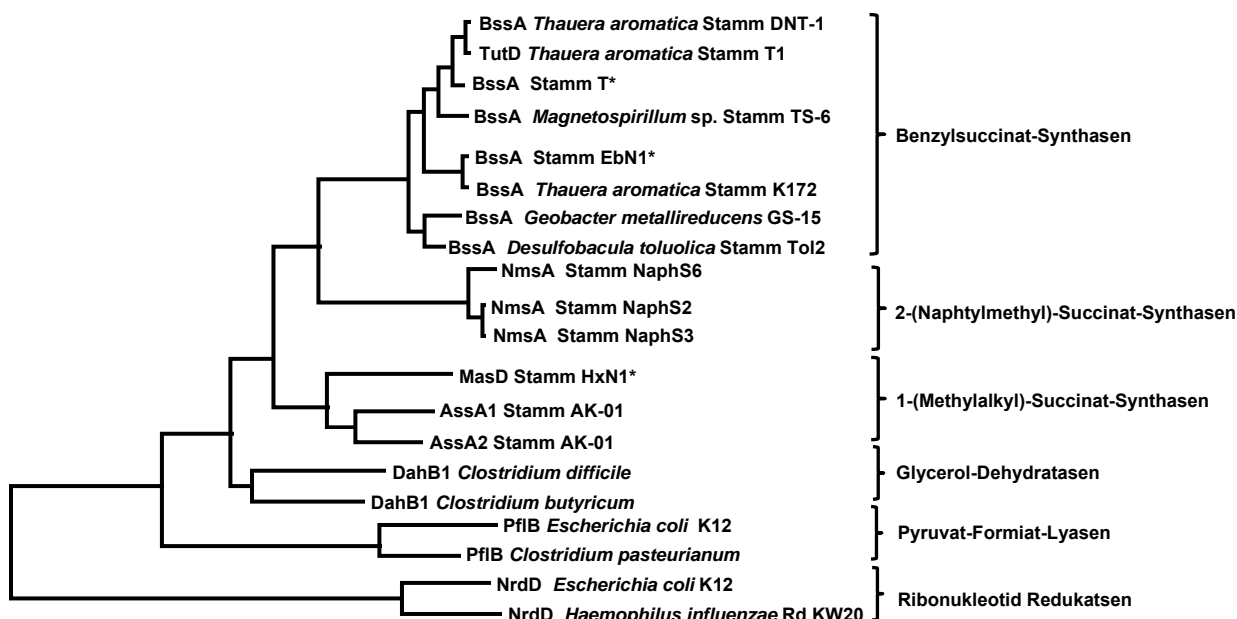 BssA Thauera aromatica Stamm DNT-1
TutD Thauera aromatica Stamm T1
BssA Stamm T*
BssA Magnetospirillum sp. Stamm TS-6
BssA Stamm EbN1*
BssA Thauera aromatica Stamm K172
BssA Geobacter metallireducens GS-15
BssA Desulfobacula toluolica Stamm Tol2
Benzylsuccinat-Synthasen
NmsA Stamm NaphS6
NmsA Stamm NaphS2
NmsA Stamm NaphS3
2-(Naphtylmethyl)-Succinat-Synthasen
MasD Stamm HxN1*
AssA1 Stamm AK-01
AssA2 Stamm AK-01
1-(Methylalkyl)-Succinat-Synthasen
DahB1 Clostridium difficile
DahB1 Clostridium butyricum
Glycerol-Dehydratasen
PflB Escherichia coli K12
PflB Clostridium pasteurianum
Pyruvat-Formiat-Lyasen
NrdD Escherichia coli K12
NrdD Haemophilus influenzae Rd KW20
Ribonukleotid Redukatsen